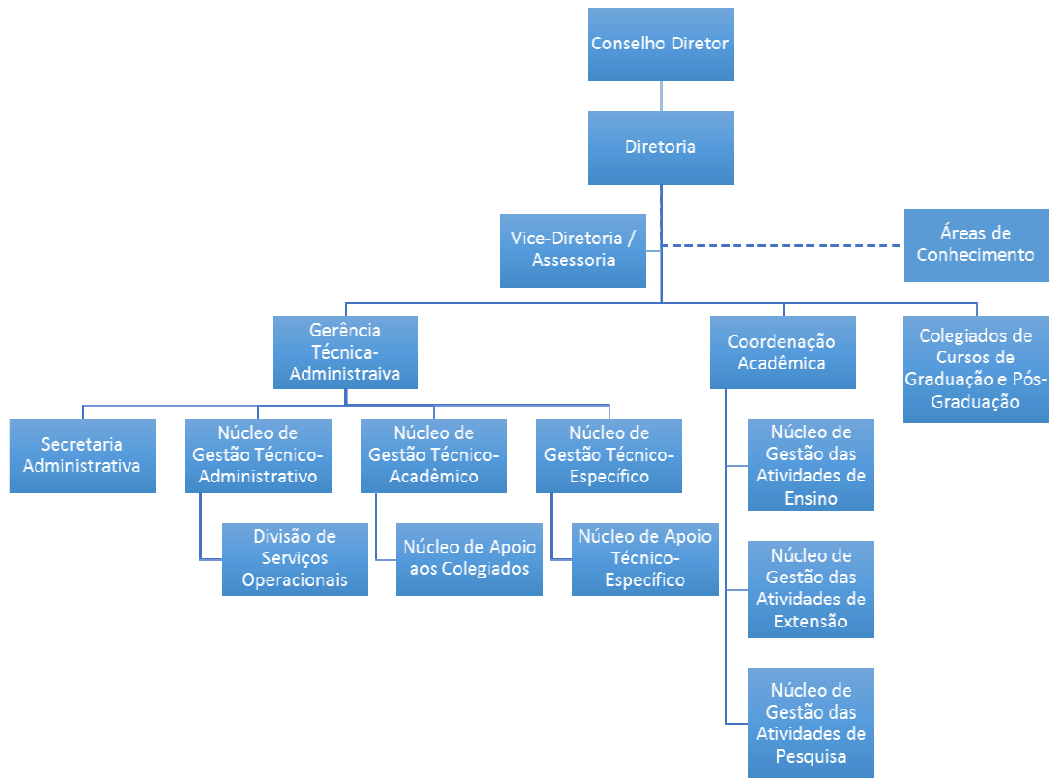 Conselho Diretor
Diretoria
Vice-Diretoria /
Assessoria
Áreas de
Conhecimento
Gerência
Técnica-
Administraiva
Coordenação
Acadêmica
Colegiados de
Cursos de
Graduação e Pós-
Graduação
Secretaria
Administrativa
Núcleo de
Gestão Técnico-
Administrativo
Núcleo de
Gestão Técnico-
Acadêmico
Núcleo de
Gestão Técnico-
Específico
Divisão de
Serviços
Operacionais
Núcleo de Apoio
aos Colegiados
Núcleo de Apoio
Técnico-
Específico
Núcleo de
Gestão das
Atividades de
Ensino
Núcleo de
Gestão das
Atividades de
Extensão
Núcleo de
Gestão das
Atividades de
Pesquisa